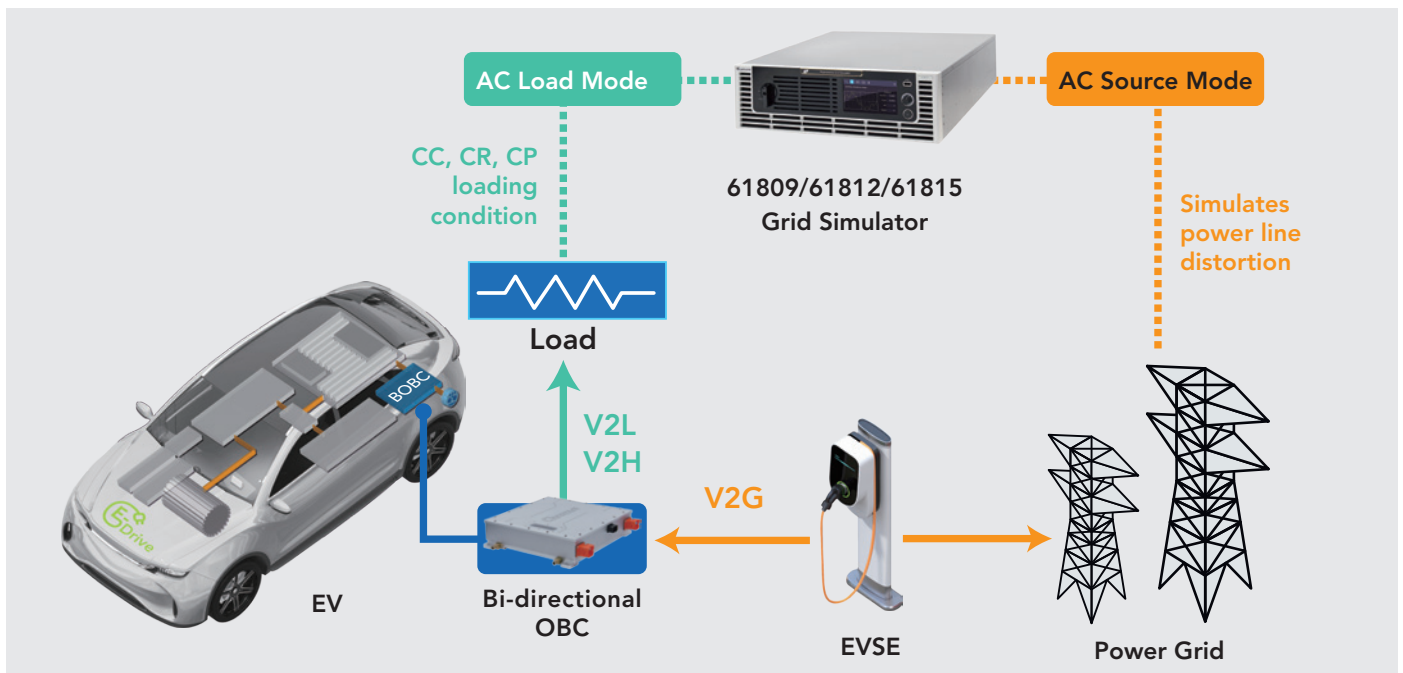 AC Load Mode
AC Source Mode
CC, CR, CP
loading
condition
61809/61812/61815
Grid Simulator
Simulates
power line
distortion
Load
BOBC
V2L
V2H
V2G
E
Drive
EV
Bi-directional
OBC
EVSE
Power Grid